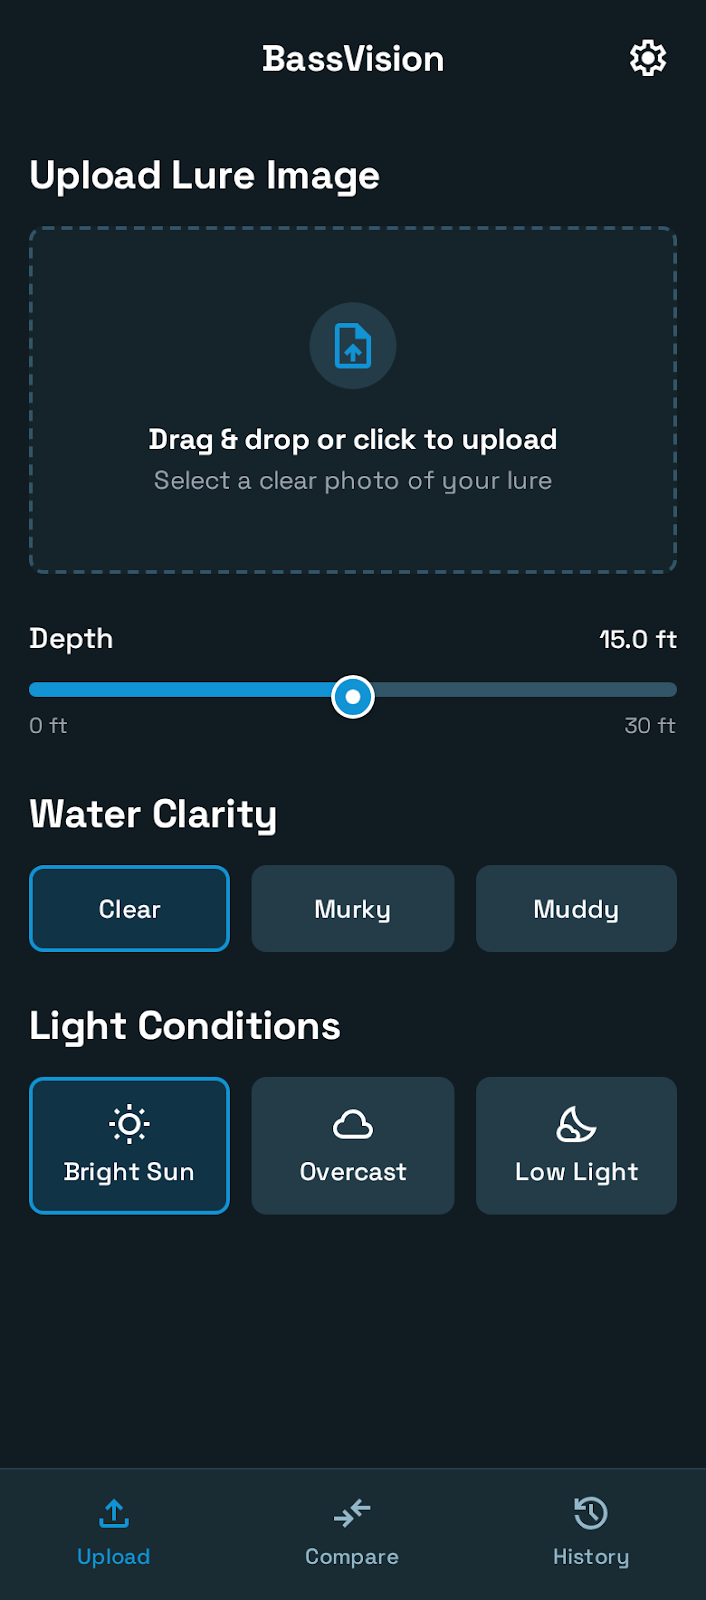 BassVision
Upload Lure Image
Drag & drop or click to upload
Select a clear photo of your lure
Depth 15.0 ft
0 ft 30 ft
Water Clarity
Clear Murky Muddy
Light Conditions
Bright Sun Overcast Low Light
Upload Compare History